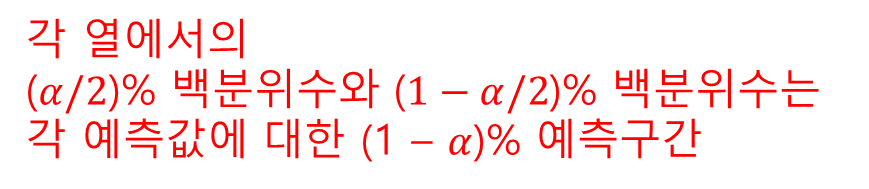 각 열에서의
(𝛼/2)% 백분위수와 (1 − 𝛼/2)% 백분위수는
각 예측값에 대한 (1 − 𝛼)% 예측구간